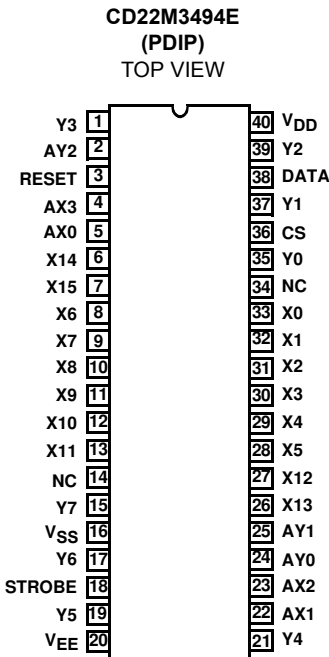 CD22M3494E
(PDIP)
TOP VIEW
Y3 1 40 VDD
AY2 2 39 Y2
RESET 3 38 DATA
AX3 4 37 Y1
AX0 5 36 CS
X14 6 35 Y0
X15 7 34 NC
X6 8 33 X0
X7 9 32 X1
X8 10 31 X2
X9 11 30 X3
X10 12 29 X4
X11 13 28 X5
NC 14 27 X12
Y7 15 26 X13
VSS 16 25 AY1
Y6 17 24 AY0
STROBE 18 23 AX2
Y5 19 22 AX1
VEE 20 21 Y4